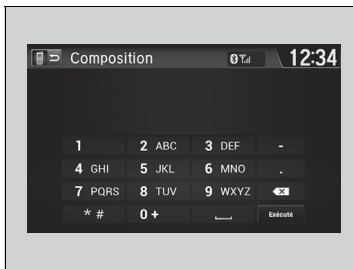 Composition 12:34
1 2 ABC 3 DEF -
4 GHI 5 JKL 6 MNO .
7 PQRS 8 TUV 9 WXYZ
* # 0 + Exécuté